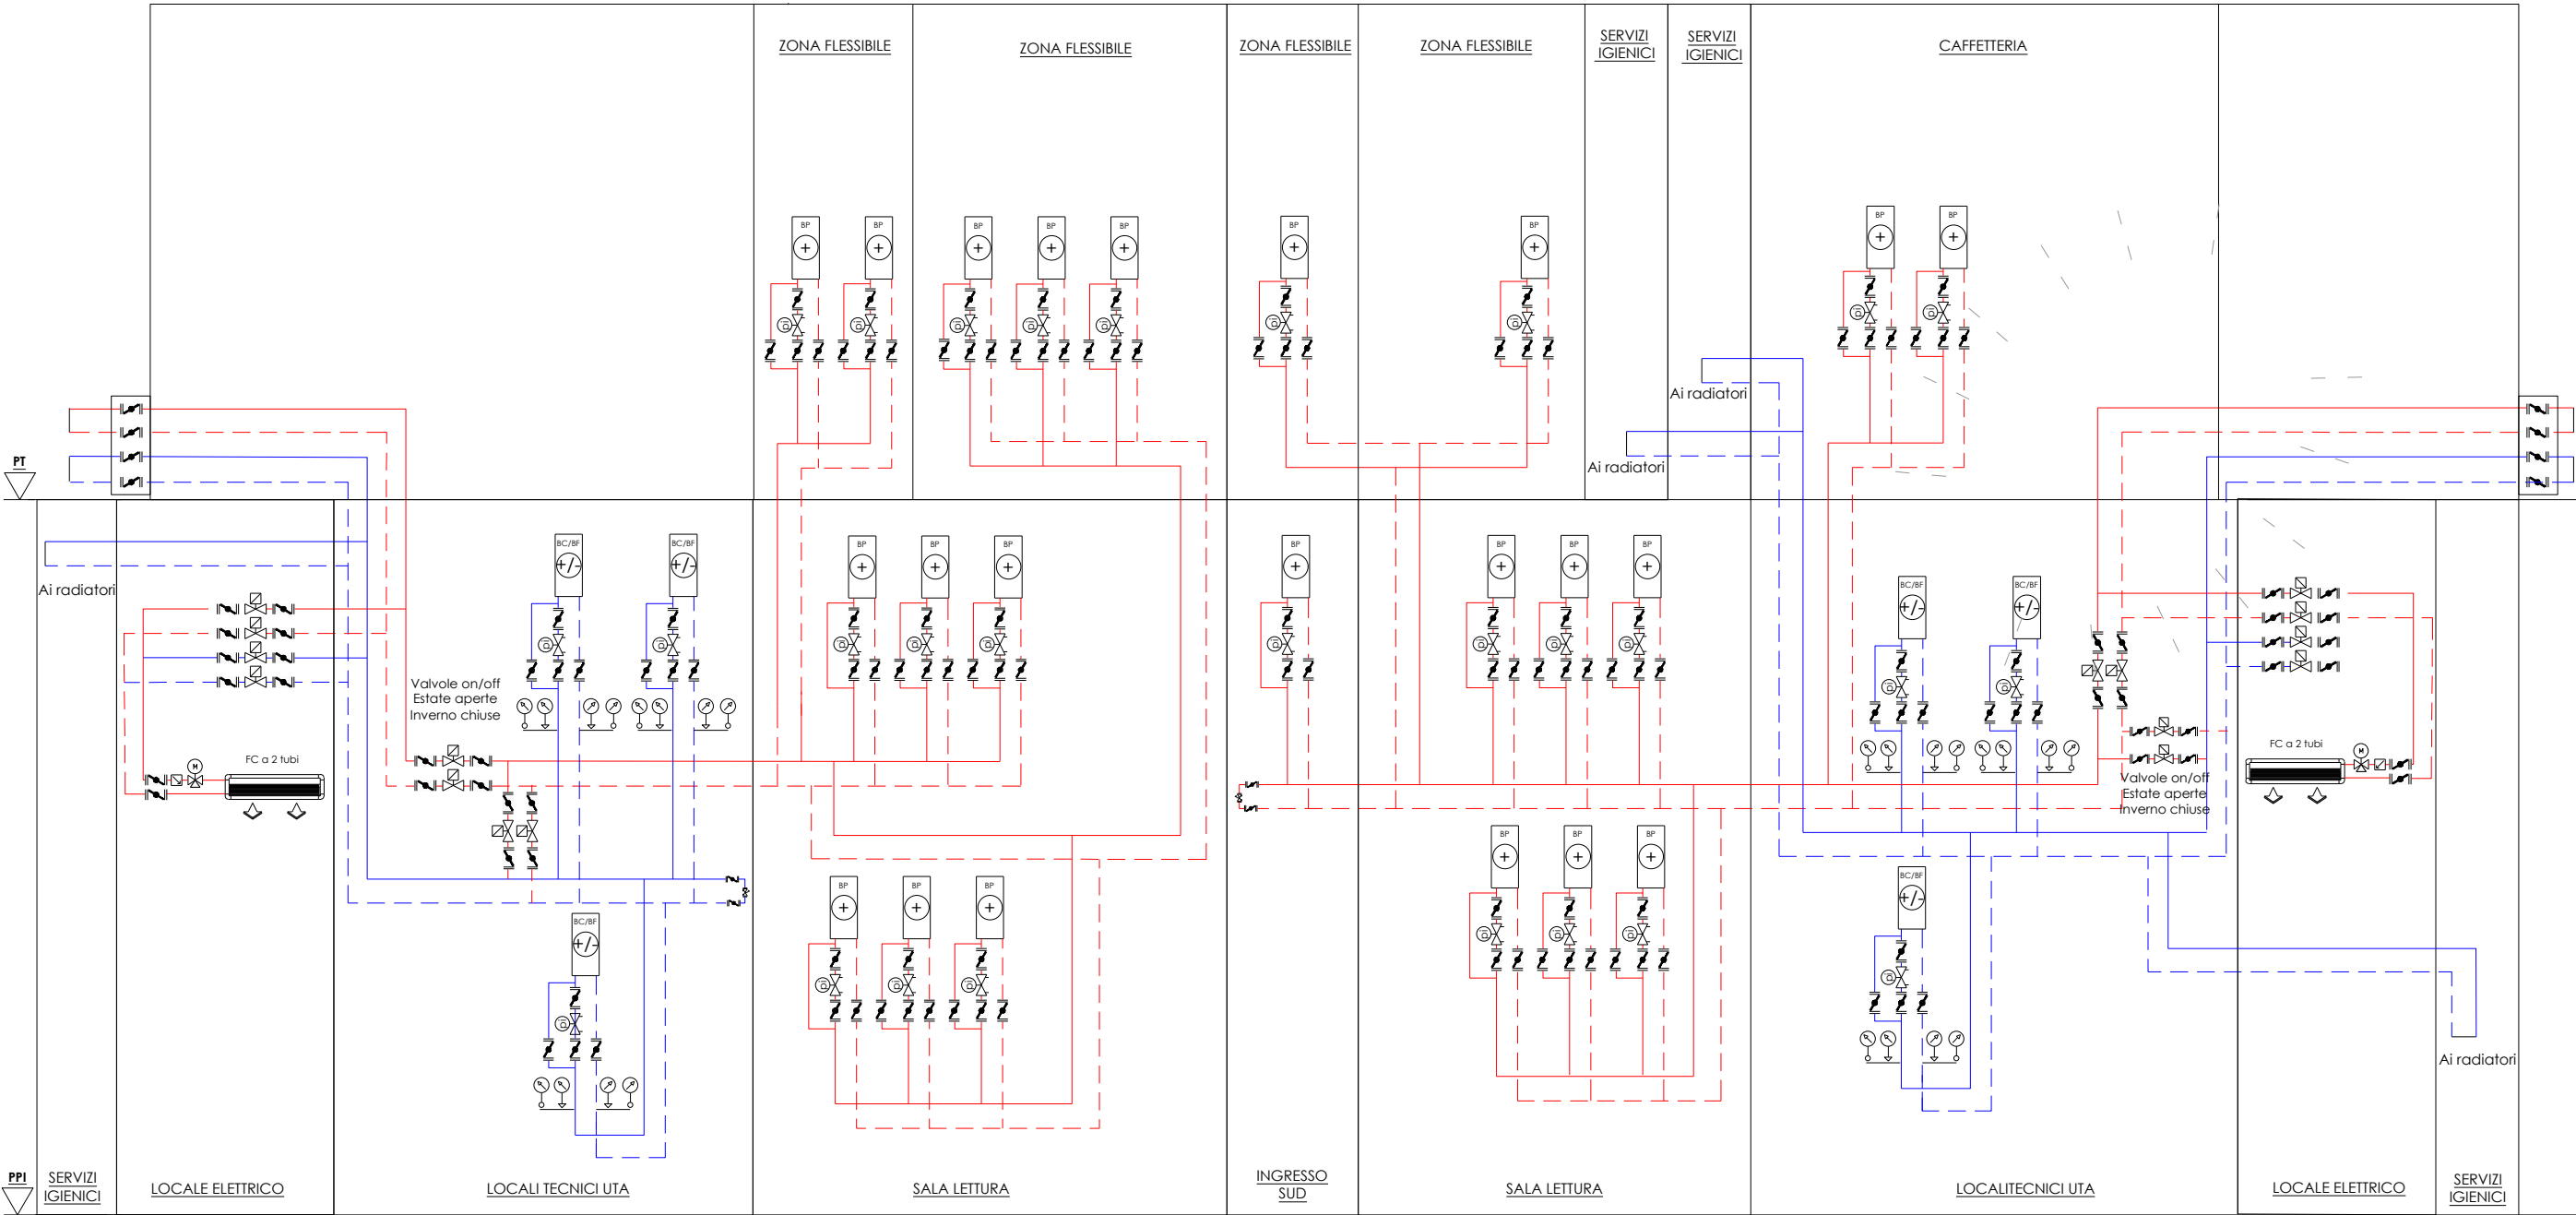 ZONA FLESSIBILE
ZONA FLESSIBILE
ZONA FLESSIBILE
ZONA FLESSIBILE
SERVIZI
IGIENICI
SERVIZI
IGIENICI
CAFFETTERIA
BP
BP
BP
BP
BP
BP
BP
BP
BP
Ai radiatori
Ai radiatori
PT
BC/BF
+/-
BC/BF
+/-
BP
BP
BP
BP
BP
BP
BP
BC/BF
+/-
BC/BF
+/-
Ai radiatori
Valvole on/off
Estate aperte
Inverno chiuse
FC a 2 tubi
M
FC a 2 tubi
M
Valvole on/off
Estate aperte
Inverno chiuse
BP
BP
BP
BP
BP
BP
BC/BF
+/-
BC/BF
+/-
Ai radiatori
PPI
SERVIZI
IGIENICI
LOCALE ELETTRICO
LOCALI TECNICI UTA
SALA LETTURA
INGRESSO
SUD
SALA LETTURA
LOCALITECNICI UTA
LOCALE ELETTRICO
SERVIZI
IGIENICI